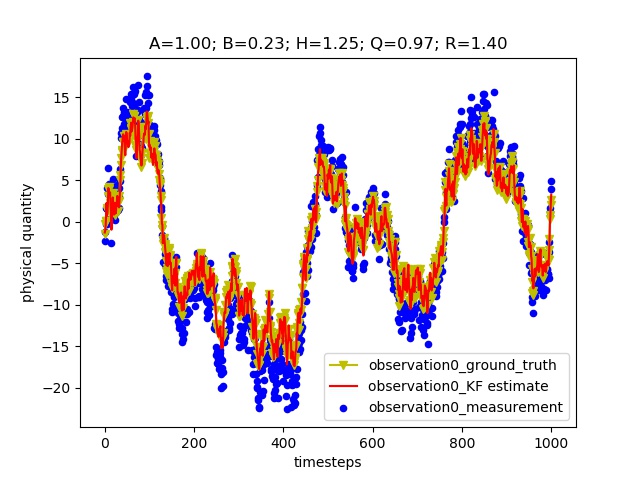 A=1.00; B=0.23; H=1.25; Q=0.97; R=1.40
physical quantity
15
10
5
0
−5
−10
−15
−20
observation0_ground_truth
observation0_KF estimate
observation0_measurement
0 200 400 600 800 1000
timesteps